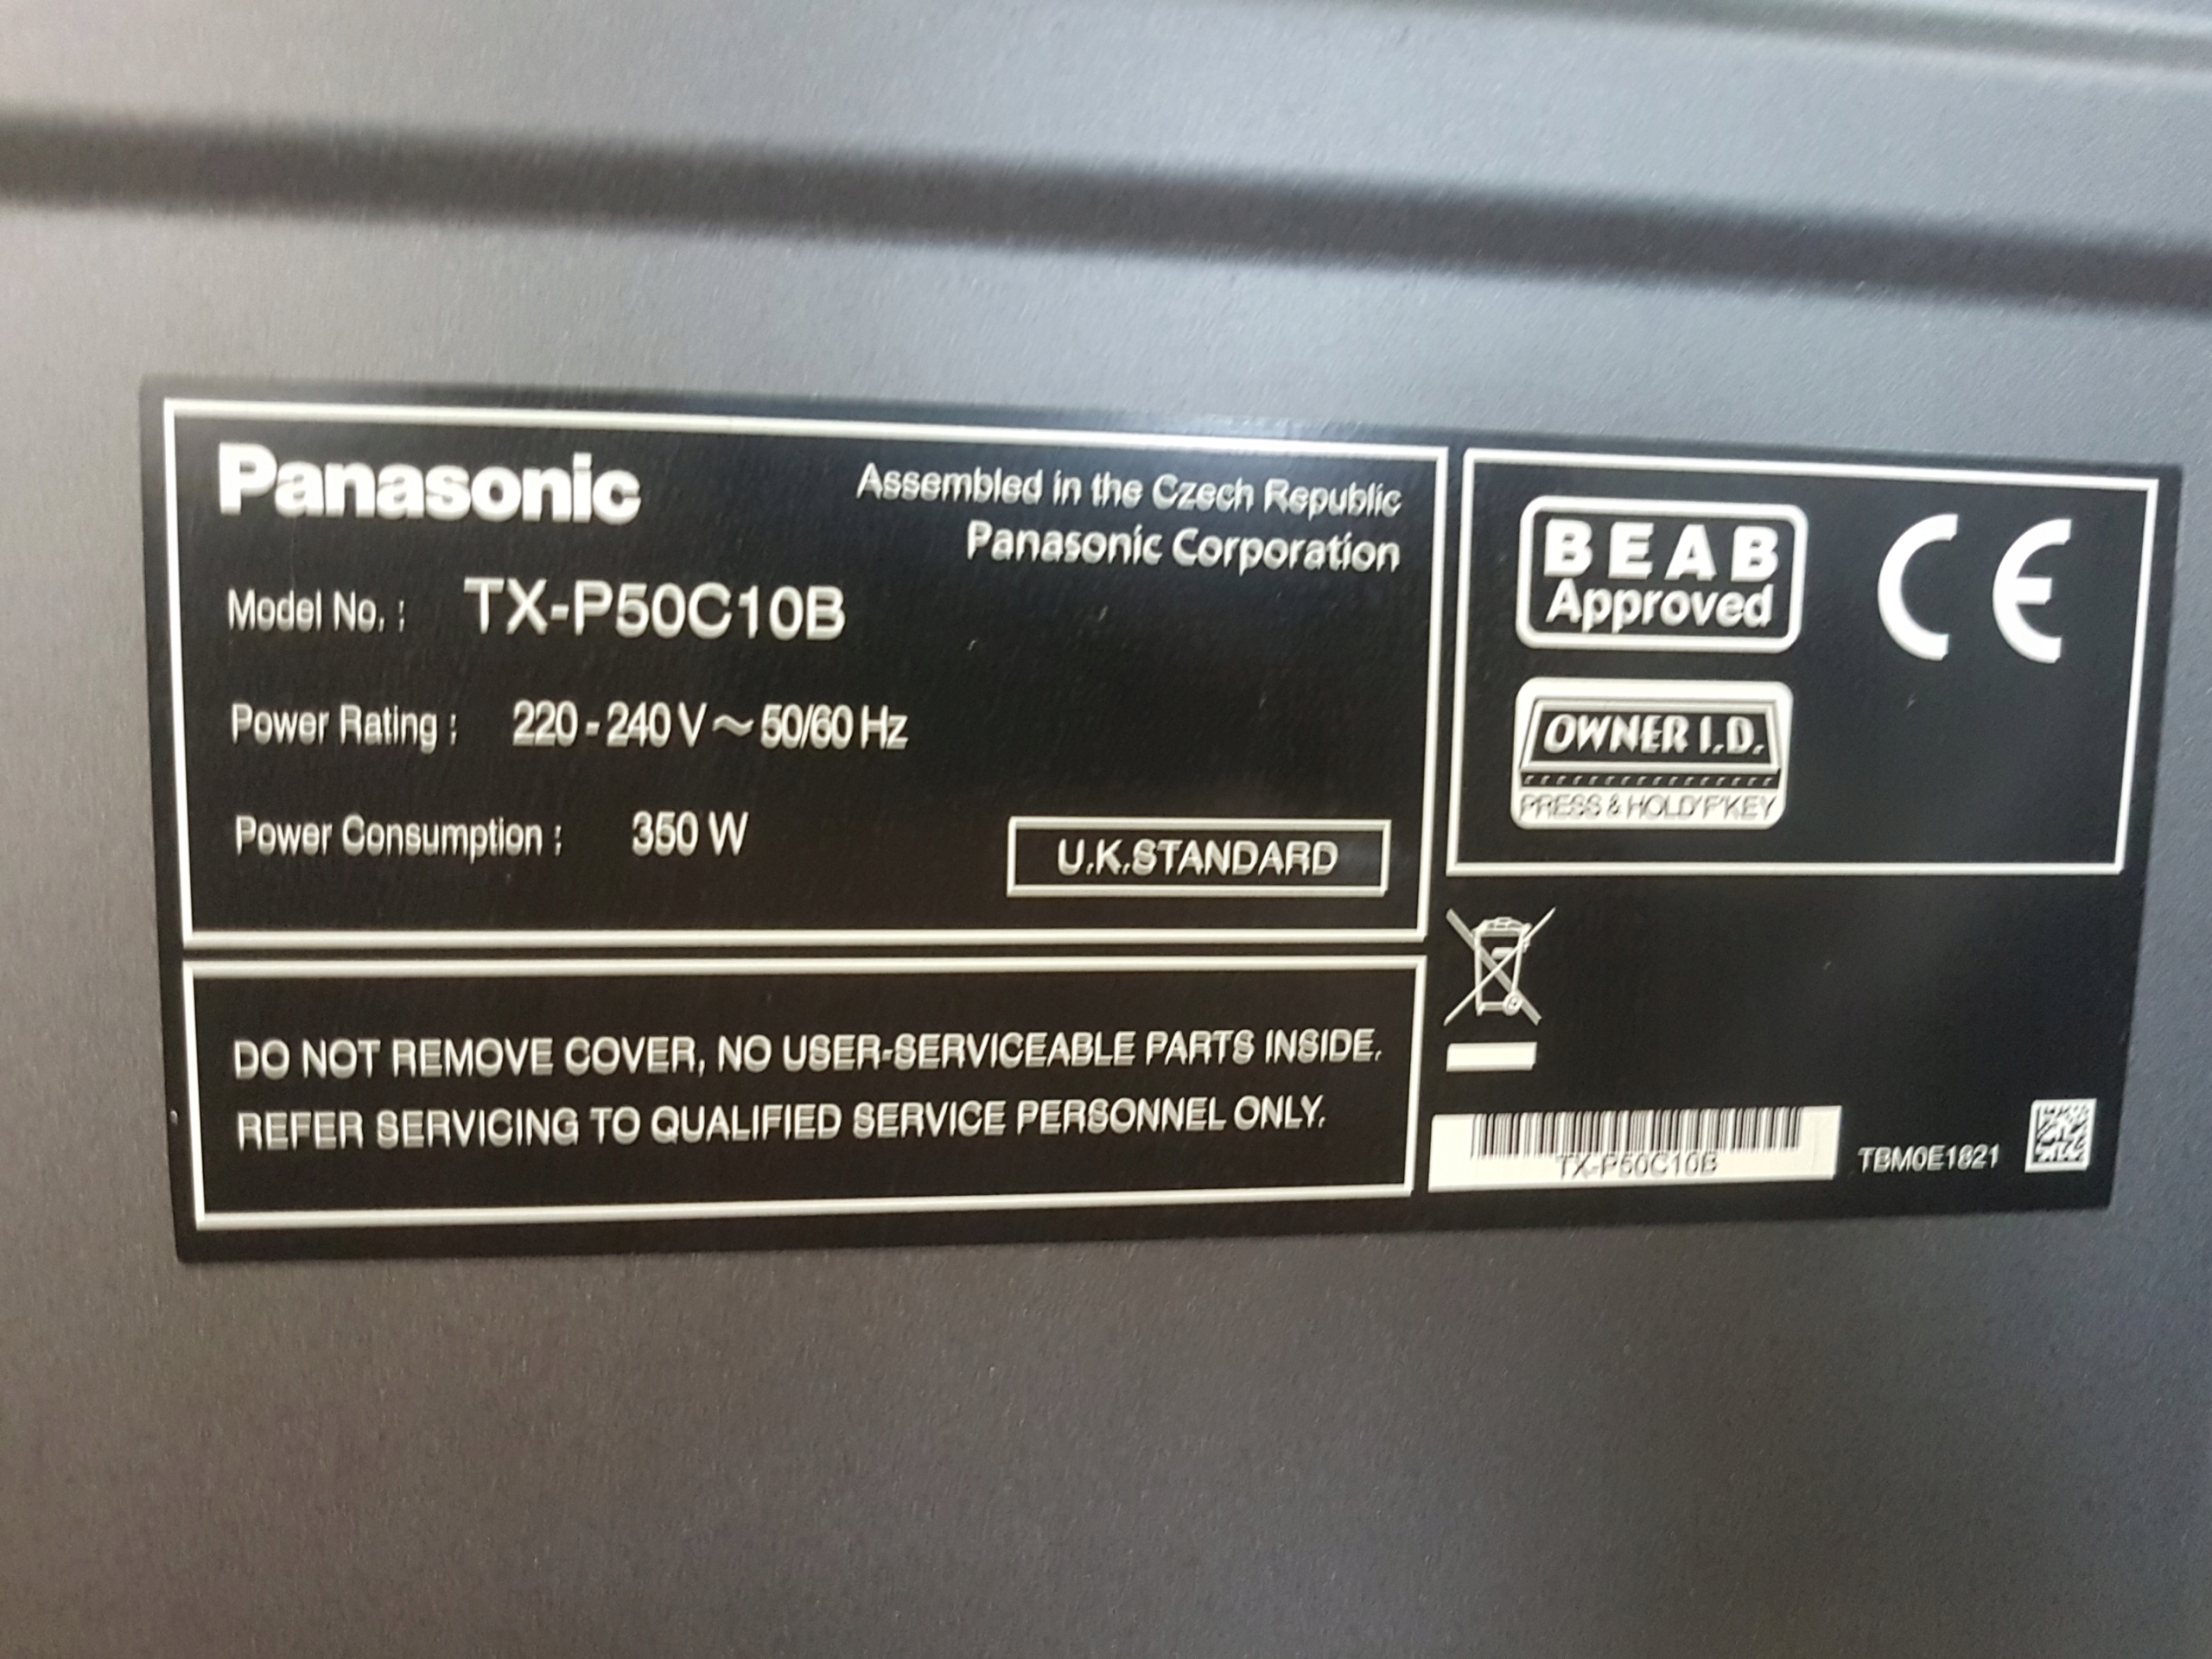 Panasonic
Assembled in the Czech Republic
Panasonic Corporation
Model No. : TX-P50C10B
Power Rating : 220 - 240 V ~ 50/60 Hz
Power Consumption : 350 W
U.K.STANDARD
DO NOT REMOVE COVER, NO USER-SERVICEABLE PARTS INSIDE.
REFER SERVICING TO QUALIFIED SERVICE PERSONNEL ONLY.
BEAB
Approved
CE
OWNER I.D.
PRESS & HOLD'F'KEY
TX-P50C10B
TBM0E1821